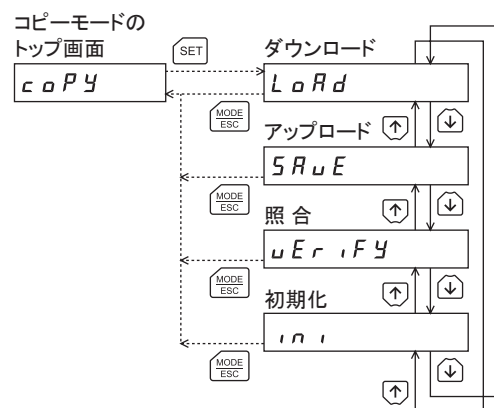 コピーモードの
トップ画面
SET
ダウンロード
coPY
LoAd
MODE
ESC
アップロード
SAvE
MODE
ESC
照合
vEriFY
MODE
ESC
初期化
ini
MODE
ESC